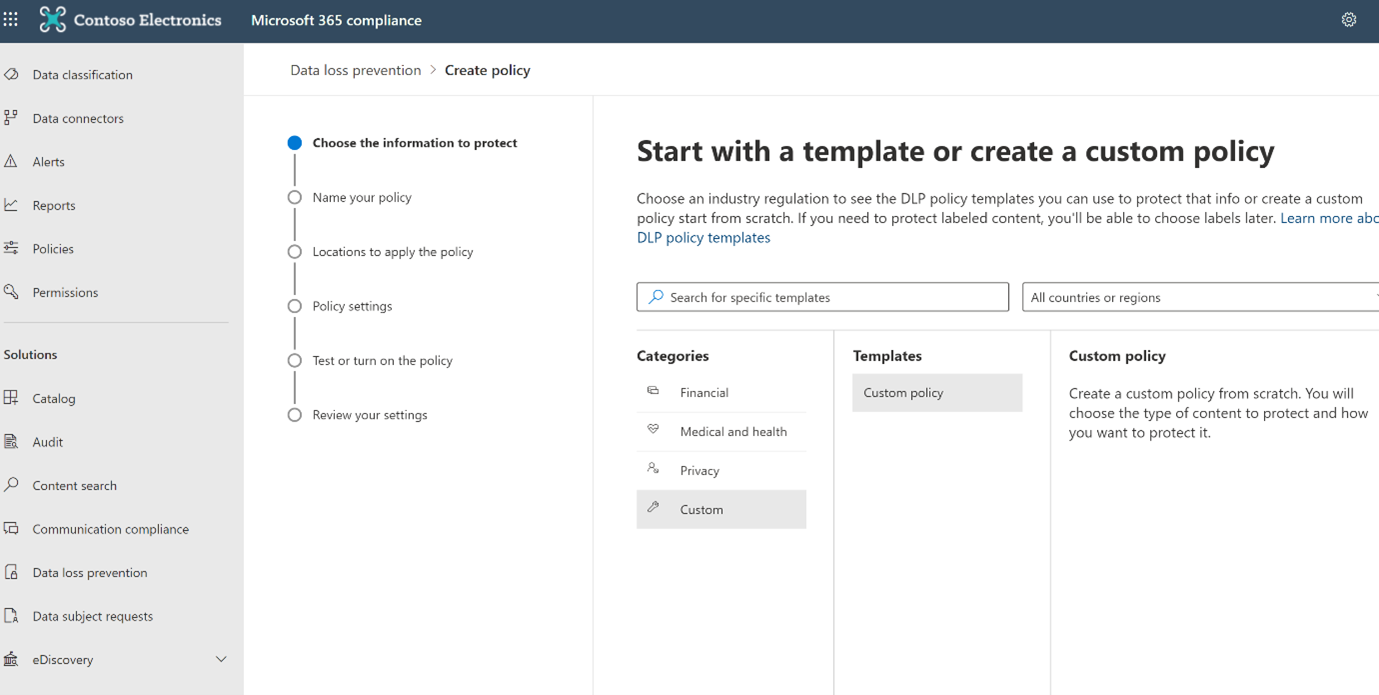 Contoso Electronics
Microsoft 365 compliance
Data classification
Data connectors
Alerts
Reports
Policies
Permissions
Solutions
Catalog
Audit
Content search
Communication compliance
Data loss prevention
Data subject requests
eDiscovery
Data loss prevention > Create policy
Choose the information to protect
Name your policy
Locations to apply the policy
Policy settings
Test or turn on the policy
Review your settings
Start with a template or create a custom policy
Choose an industry regulation to see the DLP policy templates you can use to protect that info or create a custom
policy start from scratch. If you need to protect labeled content, you'll be able to choose labels later. Learn more abo
DLP policy templates
Search for specific templates
All countries or regions
Categories
Financial
Medical and health
Privacy
Custom
Templates
Custom policy
Custom policy
Create a custom policy from scratch. You will
choose the type of content to protect and how
you want to protect it.